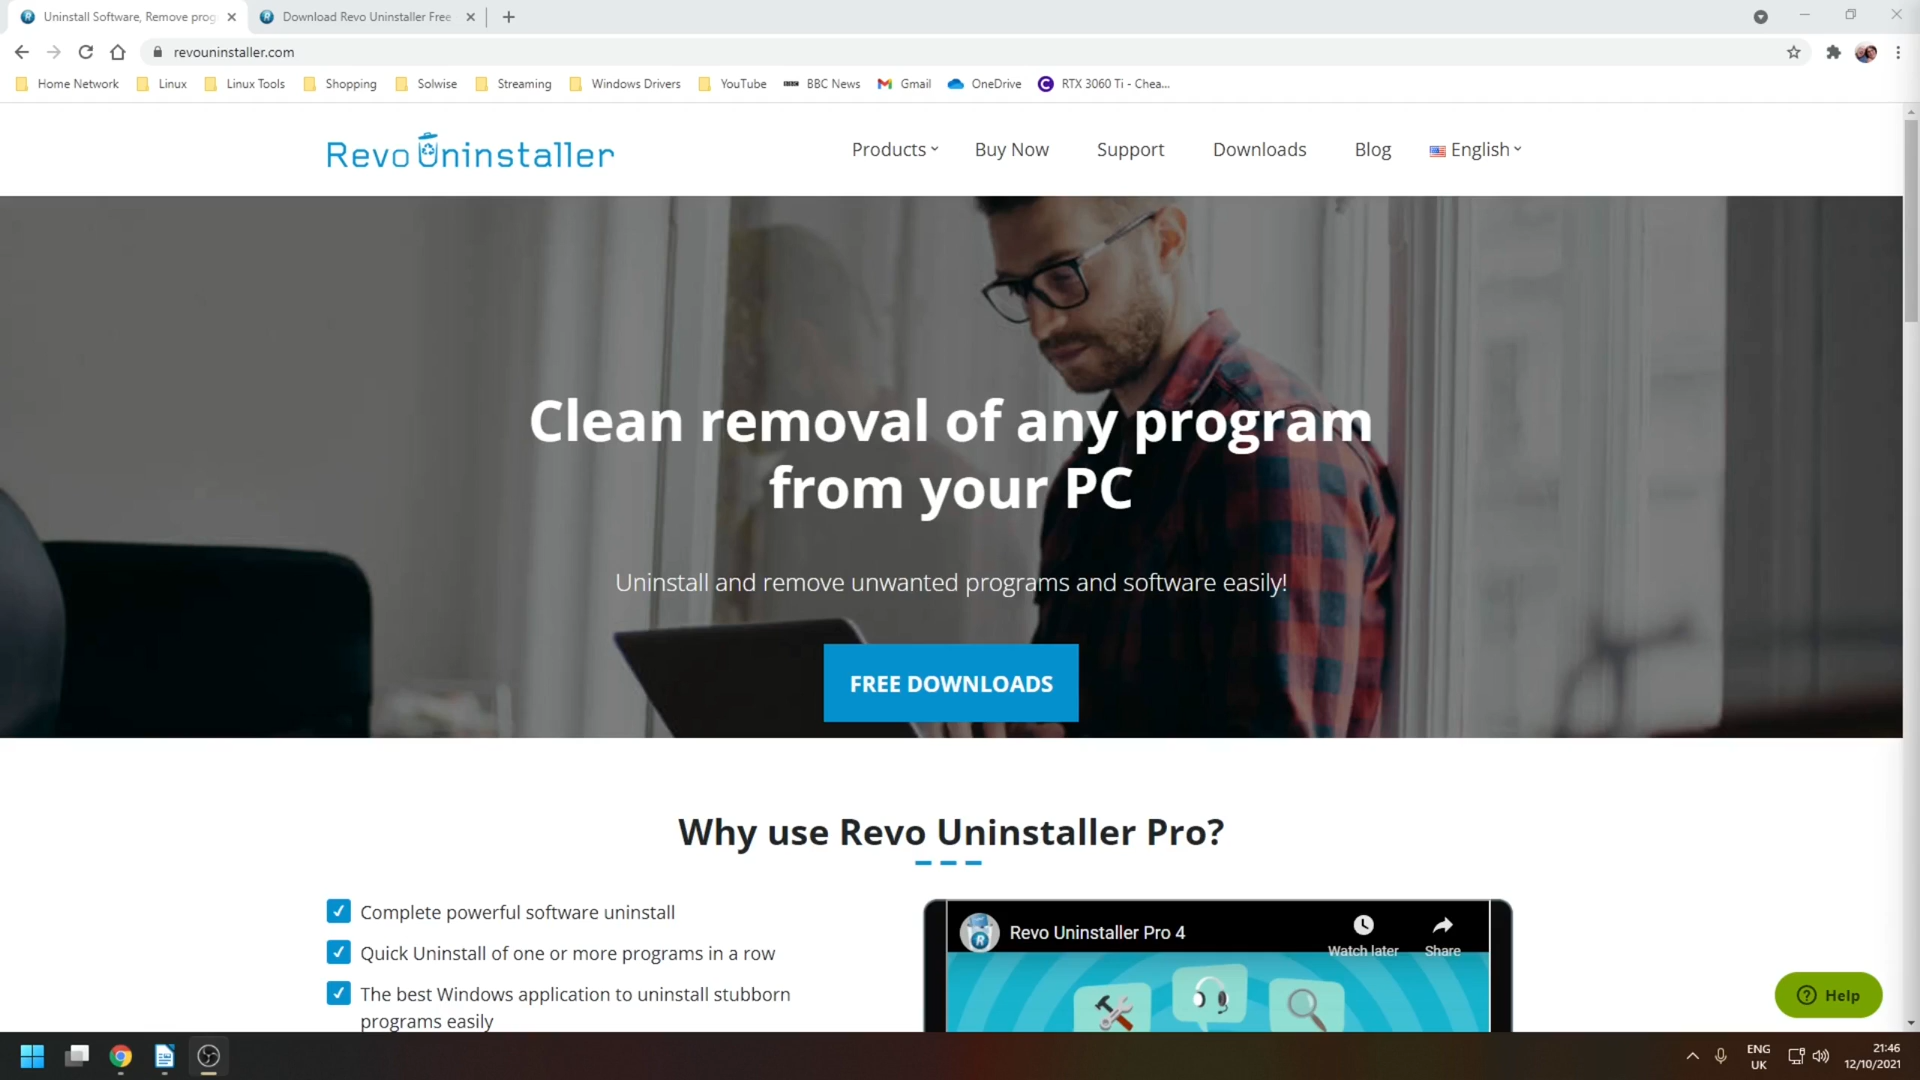 Uninstall Software, Remove prog
Download Revo Uninstaller Free
revouninstaller.com
Home Network
Linux
Linux Tools
Shopping
Solwise
Streaming
Windows Drivers
YouTube
BBC News
Gmail
OneDrive
RTX 3060 Ti - Chea...
Revo Uninstaller
Products
Buy Now
Support
Downloads
Blog
English
Clean removal of any program
from your PC
Uninstall and remove unwanted programs and software easily!
FREE DOWNLOADS
Why use Revo Uninstaller Pro?
Complete powerful software uninstall
Quick Uninstall of one or more programs in a row
The best Windows application to uninstall stubborn
programs easily
Revo Uninstaller Pro 4
Watch later
Share
Help
ENG
UK
21:46
12/10/2021